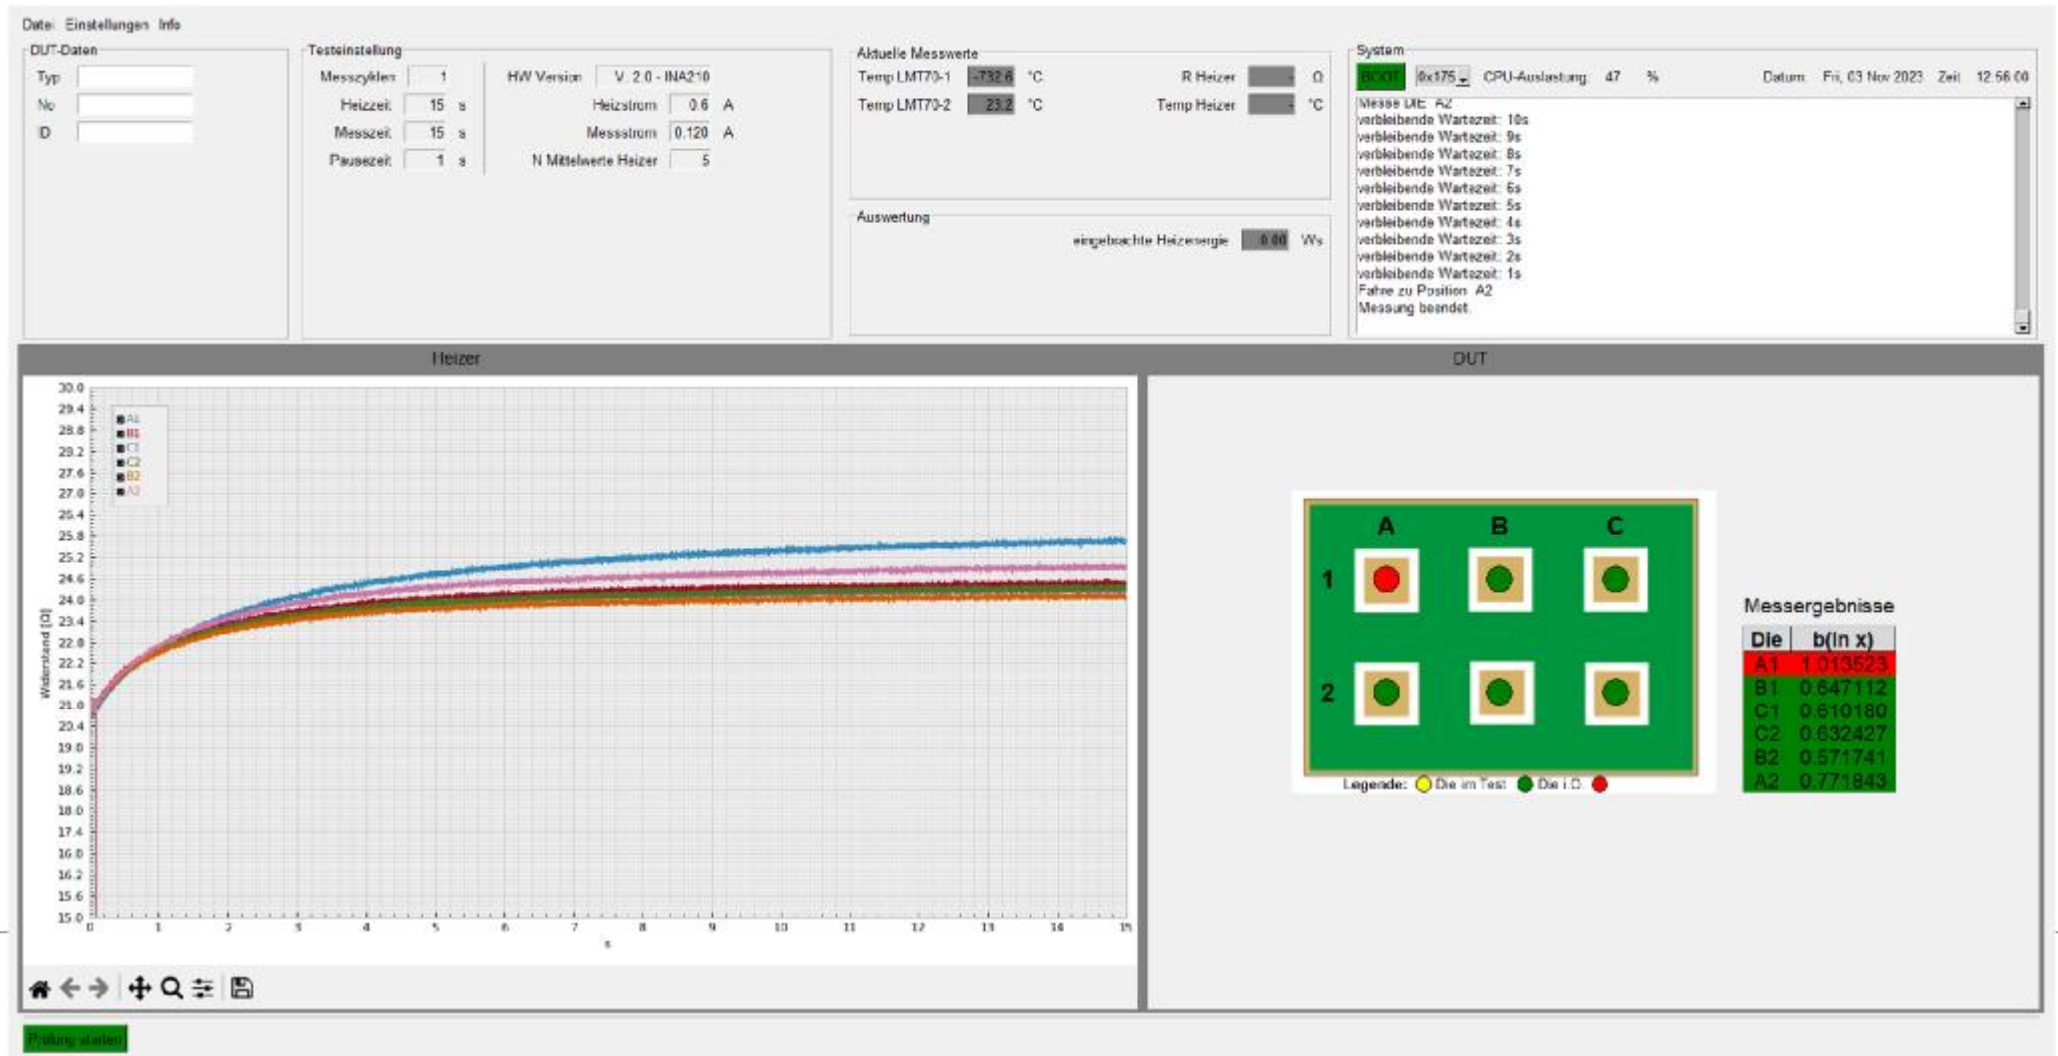 Datei Einstellungen Info
DUT-Daten
Typ
No
ID
Testeinstellung
Messzyklen 1
Heizzeit 15 s
Messzeit 15 s
Pausezeit 1 s
HW Version V. 2.0 - INA210
Heizstrom 0.6 A
Messstrom 0.120 A
N Mittelwerte Heizer 5
Aktuelle Messwerte
Temp LMT70-1 -732.6 °C
R Heizer - Ω
Temp LMT70-2 23.2 °C
Temp Heizer - °C
Auswertung
eingebrachte Heizenergie 0.00 Ws
System
BOOT 0x175 CPU-Auslastung 47 % Datum Fri, 03 Nov 2023 Zeit 12:56:00
Messe DIE A2
verbleibende Wartezeit: 10s
verbleibende Wartezeit: 9s
verbleibende Wartezeit: 8s
verbleibende Wartezeit: 7s
verbleibende Wartezeit: 6s
verbleibende Wartezeit: 5s
verbleibende Wartezeit: 4s
verbleibende Wartezeit: 3s
verbleibende Wartezeit: 2s
verbleibende Wartezeit: 1s
Fahre zu Position A2
Messung beendet.
Heizer
30.0
29.4
28.8
28.2
27.6
27.0
26.4
25.8
25.2
24.6
24.0
23.4
22.8
22.2
21.6
21.0
20.4
19.8
19.2
18.6
18.0
17.4
16.8
16.2
15.6
15.0
Widerstand [Ω]
A1
B1
C1
C2
B2
A2
0 1 2 3 4 5 6 7 8 9 10 11 12 13 14 15
s
DUT
A B C
1
2
Legende: Die im Test Die i.O.
Messergebnisse
Die b(ln x)
A1 1.013523
B1 0.647112
C1 0.610180
C2 0.632427
B2 0.571741
A2 0.771843
Prüfung starten